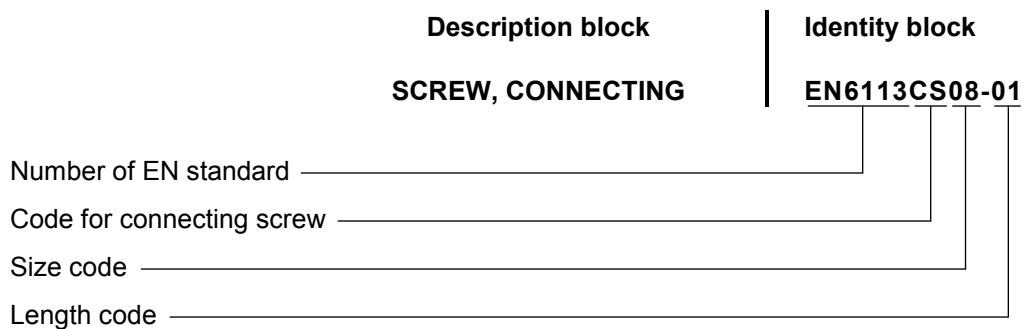 Description block Identity block
SCREW, CONNECTING EN6113CS08-01
Number of EN standard
Code for connecting screw
Size code
Length code